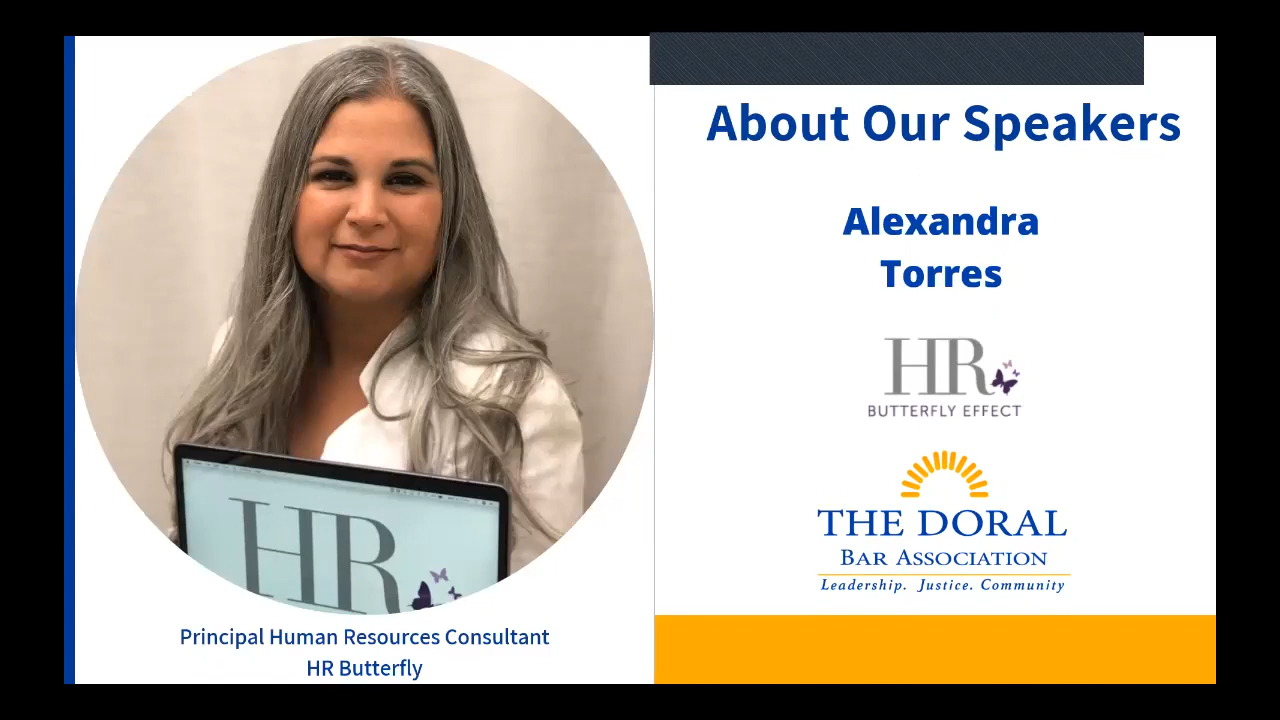 About Our Speakers
Alexandra
Torres
HR
BUTTERFLY EFFECT
THE DORAL
BAR ASSOCIATION
Leadership. Justice. Community
HR
Principal Human Resources Consultant
HR Butterfly